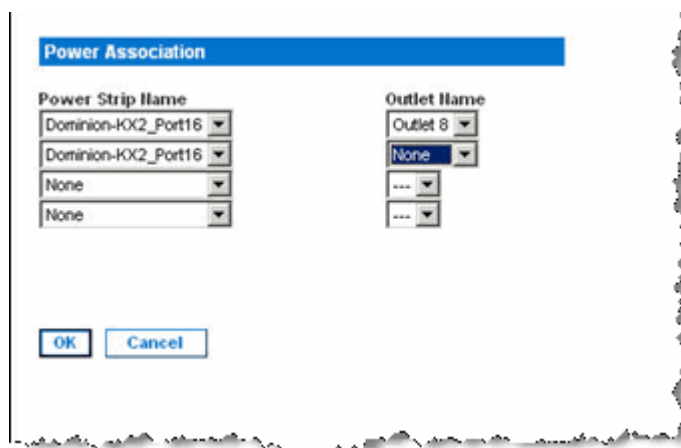 Power Association
Power Strip Name Outlet Name
Dominion-KX2_Port16 Outlet 8
Dominion-KX2_Port16 None
None ---
None ---
OK Cancel